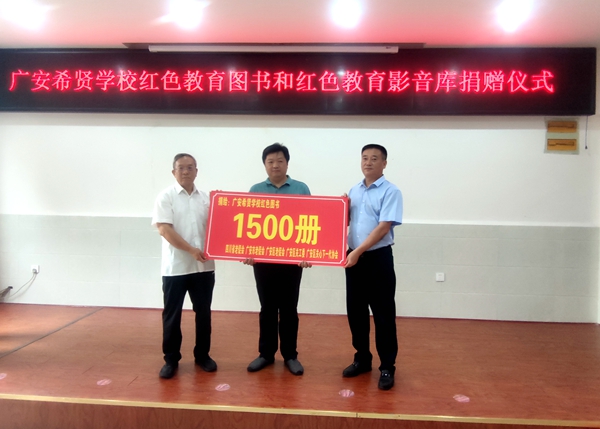 广安希贤学校红色教育图书和红色教育影音库捐赠仪式
捐给：广安希贤学校红色图书
1500册